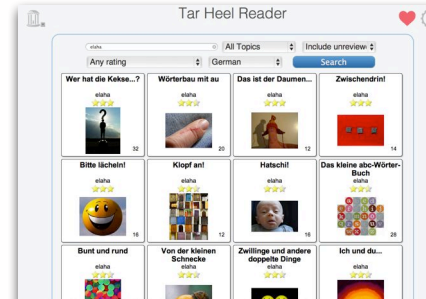 Tar Heel Reader
elaha
All Topics
Include unreviewe
Any rating
German
Search
Wer hat die Kekse...?
elaha
32
Wörterbau mit au
elaha
20
Das ist der Daumen...
elaha
12
Zwischendrin!
elaha
14
Bitte lächeln!
elaha
16
Klopf an!
elaha
12
Hatschi!
elaha
16
Das kleine abc-Wörter-
Buch
elaha
28
Bunt und rund
elaha
Von der kleinen
Schnecke
elaha
Zwillinge und andere
doppelte Dinge
elaha
Ich und du...
elaha